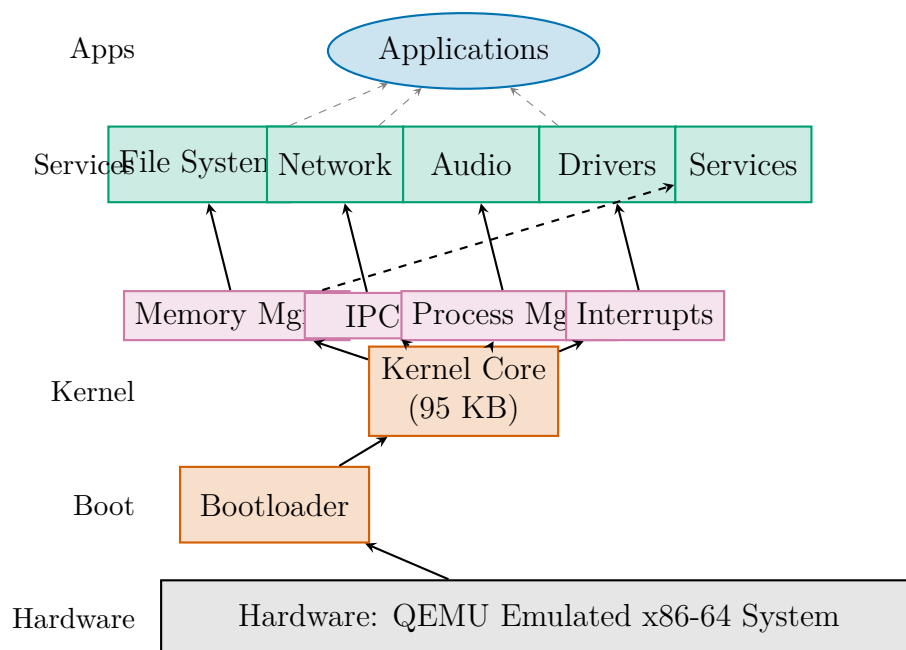 Apps
Applications
Services
File System
Network
Audio
Drivers
Services
Memory Mg
IPC
Process Mg
Interrupts
Kernel
Kernel Core
(95 KB)
Boot
Bootloader
Hardware
Hardware: QEMU Emulated x86-64 System